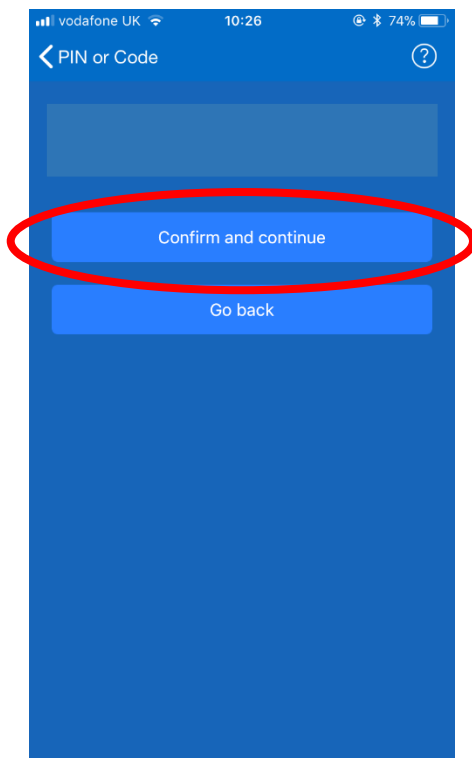 vodafone UK 10:26 74%
PIN or Code ?
Confirm and continue
Go back